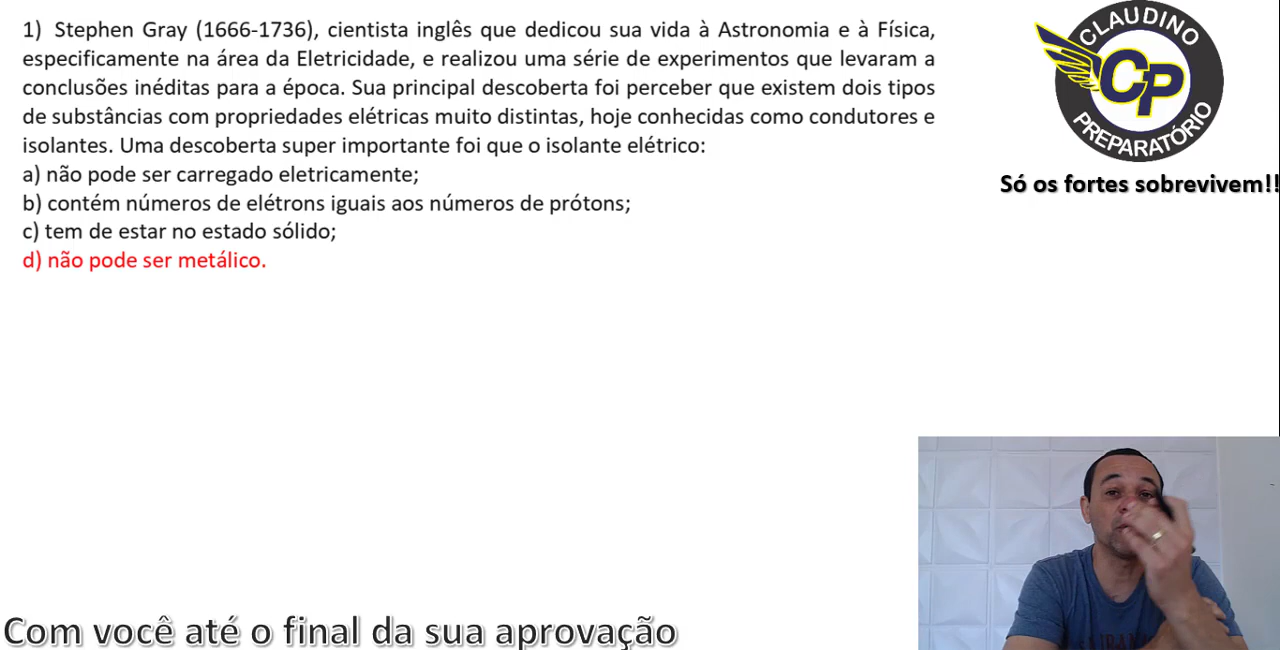 1) Stephen Gray (1666-1736), cientista inglês que dedicou sua vida à Astronomia e à Física,
especificamente na área da Eletricidade, e realizou uma série de experimentos que levaram a
conclusões inéditas para a época. Sua principal descoberta foi perceber que existem dois tipos
de substâncias com propriedades elétricas muito distintas, hoje conhecidas como condutores e
isolantes. Uma descoberta super importante foi que o isolante elétrico:
a) não pode ser carregado eletricamente;
b) contém números de elétrons iguais aos números de prótons;
c) tem de estar no estado sólido;
d) não pode ser metálico.
CLAUDINO
CP
PREPARATÓRIO
Só os fortes sobrevivem!!
Com você até o final da sua aprovação